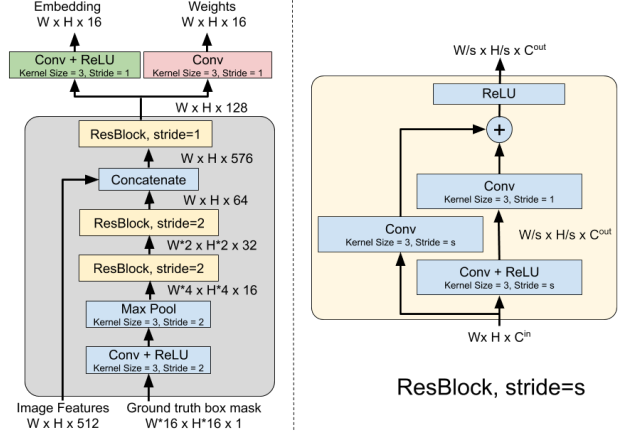 Embedding
W x H x 16
Weights
W x H x 16
Conv + ReLU
Kernel Size = 3, Stride = 1
Conv
Kernel Size = 3, Stride = 1
W x H x 128
ResBlock, stride=1
W x H x 576
Concatenate
W x H x 64
ResBlock, stride=2
W*2 x H*2 x 32
ResBlock, stride=2
W*4 x H*4 x 16
Max Pool
Kernel Size = 3, Stride = 2
Conv + ReLU
Kernel Size = 3, Stride = 2
Image Features
W x H x 512
Ground truth box mask
W*16 x H*16 x 1
W/s x H/s x C^out
ReLU
+
Conv
Kernel Size = 3, Stride = 1
Conv
Kernel Size = 3, Stride = s
W/s x H/s x C^out
Conv + ReLU
Kernel Size = 3, Stride = s
Wx H x C^in
ResBlock, stride=s